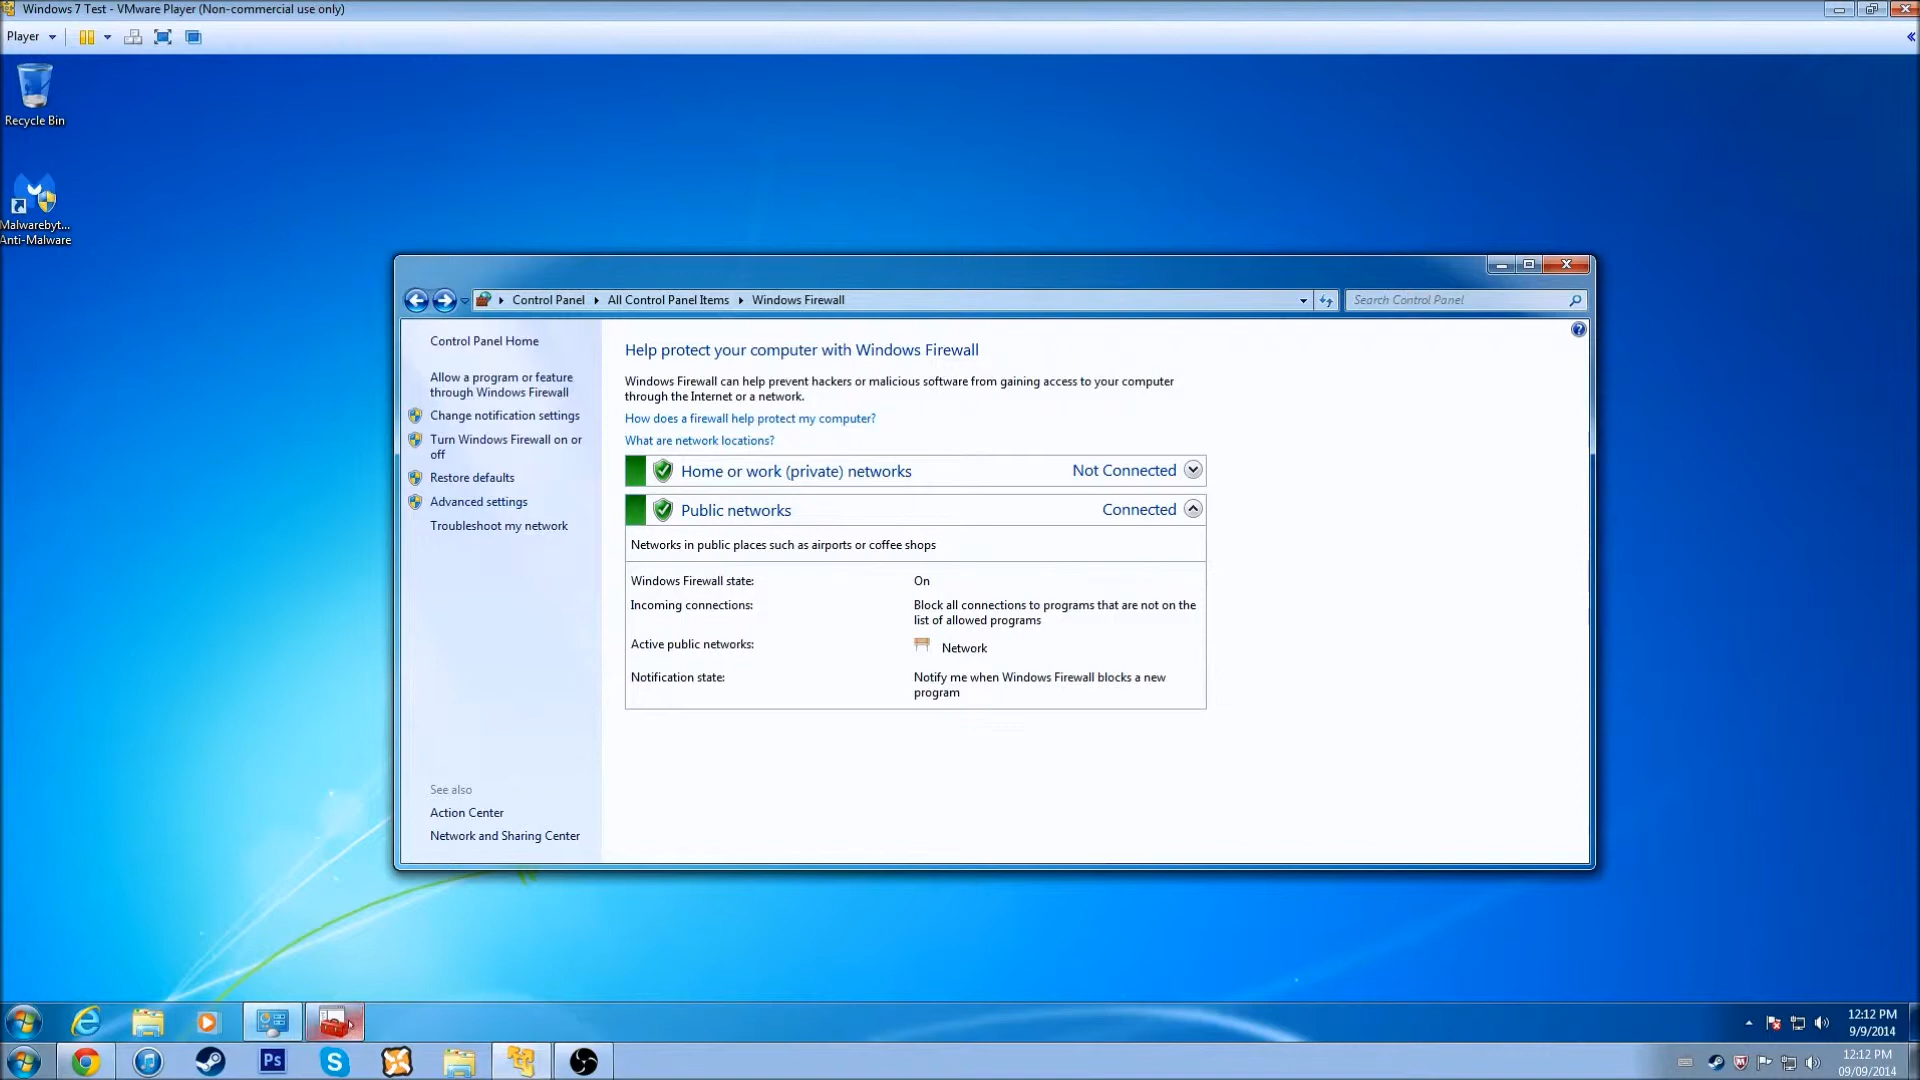 Windows 7 Test - VMware Player (Non-commercial use only)
Player
Recycle Bin
Malwarebyt...
Anti-Malware
Control Panel
All Control Panel Items
Windows Firewall
Search Control Panel
Control Panel Home
Allow a program or feature
through Windows Firewall
Change notification settings
Turn Windows Firewall on or
off
Restore defaults
Advanced settings
Troubleshoot my network
See also
Action Center
Network and Sharing Center
Help protect your computer with Windows Firewall
Windows Firewall can help prevent hackers or malicious software from gaining access to your computer
through the Internet or a network.
How does a firewall help protect my computer?
What are network locations?
Home or work (private) networks Not Connected
Public networks Connected
Networks in public places such as airports or coffee shops
Windows Firewall state: On
Incoming connections: Block all connections to programs that are not on the
list of allowed programs
Active public networks: Network
Notification state: Notify me when Windows Firewall blocks a new
program
12:12 PM
9/9/2014
Ps
12:12 PM
09/09/2014